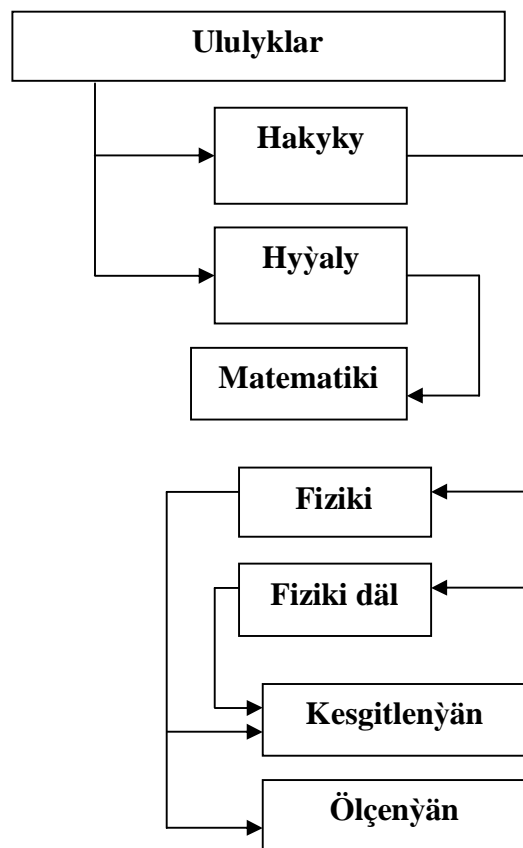 Ululyklar
Hakyky
Hyỳaly
Matematiki
Fiziki
Fiziki däl
Kesgitlenỳän
Ölçenỳän